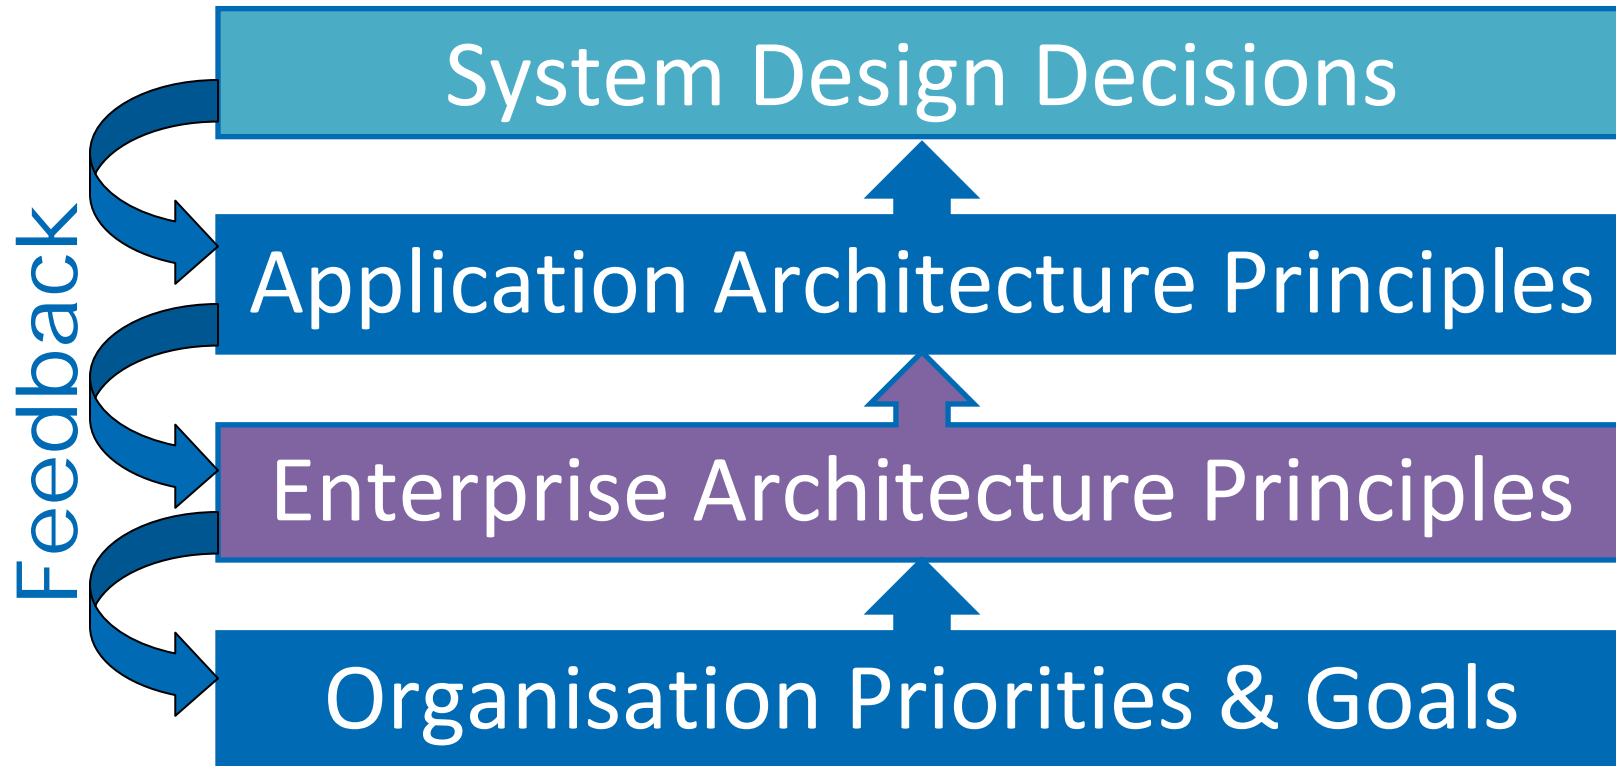 System Design Decisions
Application Architecture Principles
Enterprise Architecture Principles
Organisation Priorities & Goals
Feedback